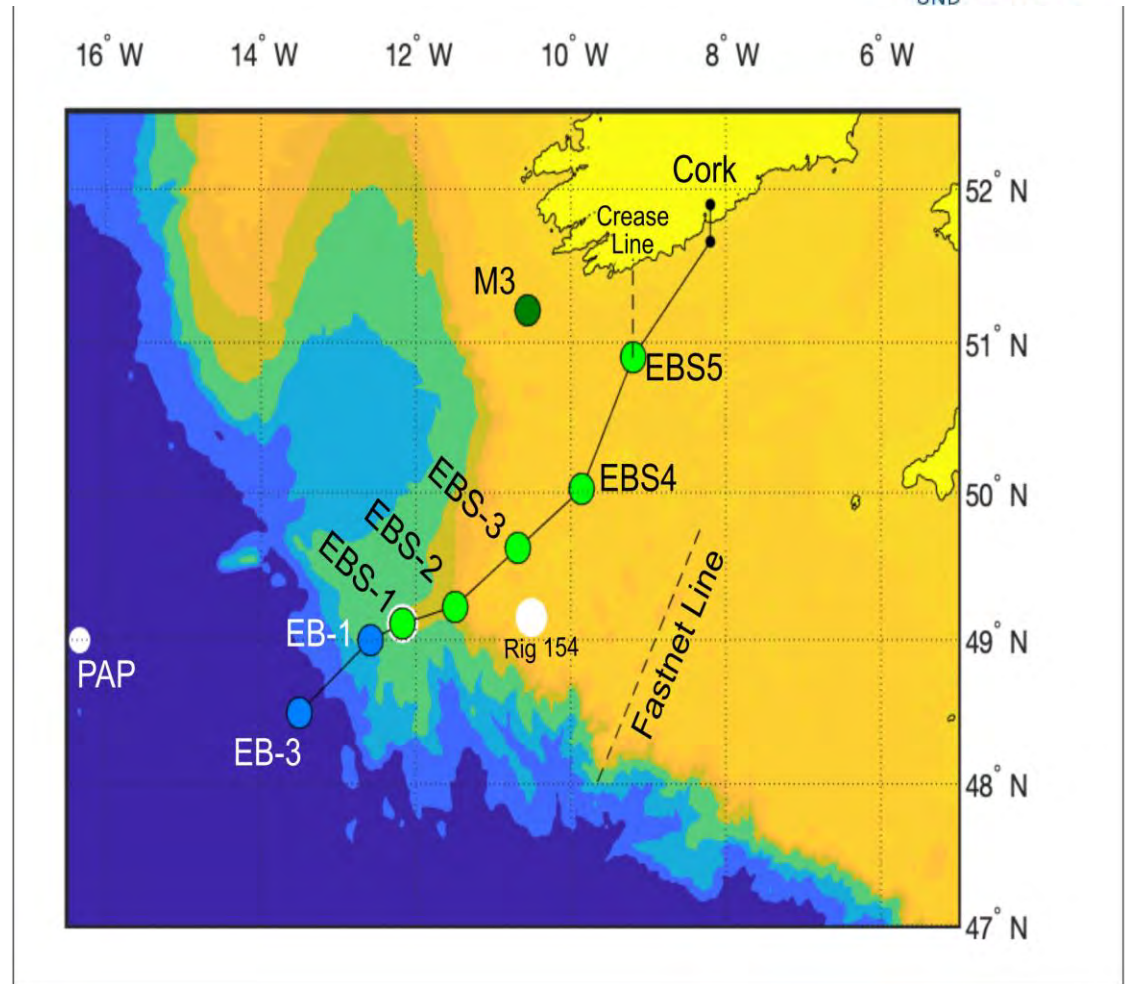 16° W 14° W 12° W 10° W 8° W 6° W
Cork
52° N
Crease
Line
M3
51° N
EBS5
EBS-3
EBS4
50° N
EBS-2
EBS-1
EB-1
49° N
Rig 154
PAP
Fastnet Line
EB-3
48° N
47° N